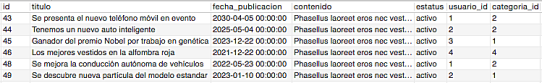 id titulo fecha_publicacion contenido estatus usuario_id categoria_id
43 Se presenta el nuevo teléfono móvil en evento 2030-04-05 00:00:00 Phasellus laoreet eros nec vest... activo 1 2
44 Tenemos un nuevo auto inteligente 2025-05-04 00:00:00 Phasellus laoreet eros nec vest... activo 2 2
45 Ganador del premio Nobel por trabajo en genética 2023-12-22 00:00:00 Phasellus laoreet eros nec vest... activo 3 1
46 Los mejores vestidos en la alfombra roja 2021-12-22 00:00:00 Phasellus laoreet eros nec vest... activo 4 4
48 Se mejora la conducción autónoma de vehículos 2022-05-23 00:00:00 Phasellus laoreet eros nec vest... activo 1 2
49 Se descubre nueva partícula del modelo estandar 2023-01-10 00:00:00 Phasellus laoreet eros nec vest... activo 2 1